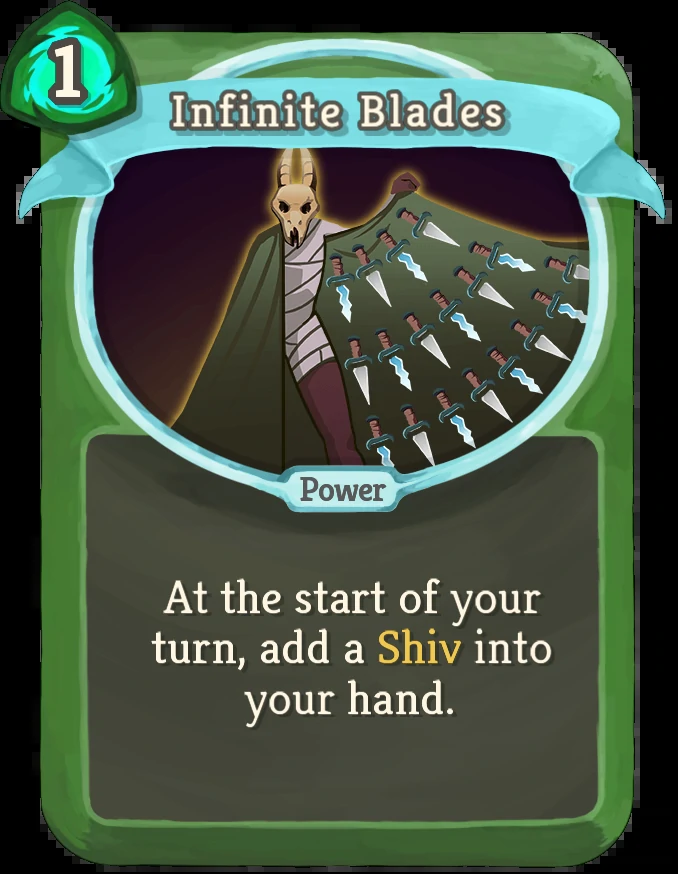 1
Infinite Blades
Power
At the start of your
turn, add a Shiv into
your hand.